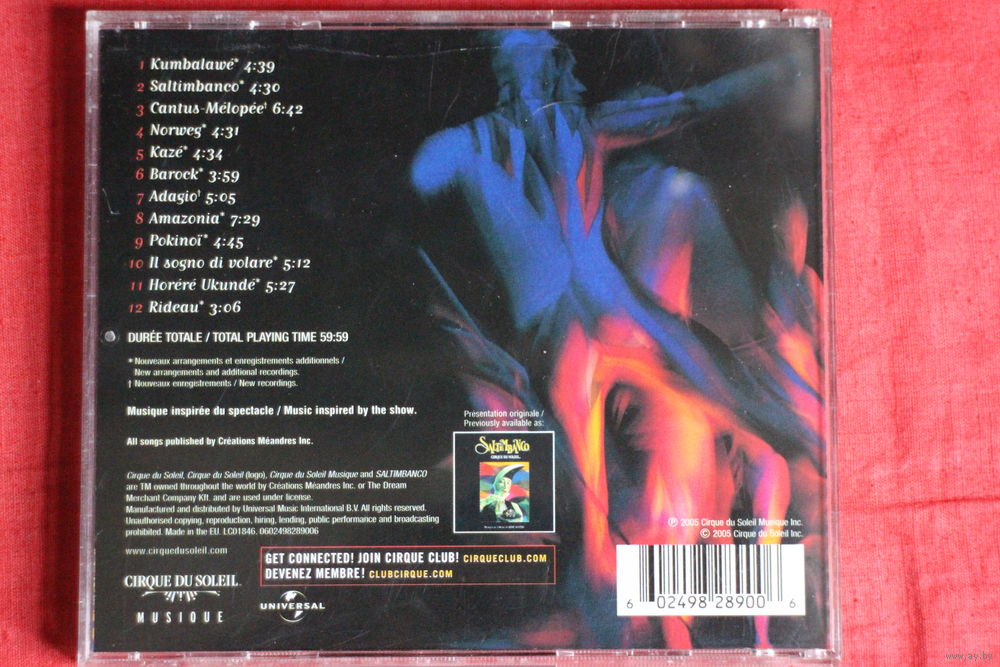 1 Kumbalawé* 4:39
2 Saltimbanco* 4:30
3 Cantus-Mélopée† 6:42
4 Norweg* 4:31
5 Kazé* 4:34
6 Barock* 3:59
7 Adagio† 5:05
8 Amazonia* 7:29
9 Pokinoï* 4:45
10 Il sogno di volare* 5:12
11 Horéré Ukundé* 5:27
12 Rideau* 3:06
DURÉE TOTALE / TOTAL PLAYING TIME 59:59
* Nouveaux arrangements et enregistrements additionnels /
New arrangements and additional recordings.
† Nouveaux enregistrements / New recordings.
Musique inspirée du spectacle / Music inspired by the show.
All songs published by Créations Méandres Inc.
Présentation originale /
Previously available as:
SALTIMBANCO
CIRQUE DU SOLEIL
Cirque du Soleil, Cirque du Soleil (logo), Cirque du Soleil Musique and SALTIMBANCO
are TM owned throughout the world by Créations Méandres Inc. or The Dream
Merchant Company Kft. and are used under license.
Manufactured and distributed by Universal Music International B.V. All rights reserved.
Unauthorised copying, reproduction, hiring, lending, public performance and broadcasting
prohibited. Made in the EU. LC01846. 0602498289006
www.cirquedusoleil.com
GET CONNECTED! JOIN CIRQUE CLUB! CIRQUECLUB.COM
DEVENEZ MEMBRE! CLUBCIRQUE.COM
CIRQUE DU SOLEIL
MUSIQUE
UNIVERSAL
℗ 2005 Cirque du Soleil Musique Inc.
© 2005 Cirque du Soleil Inc.
6 02498 28900 6
www.ay.by